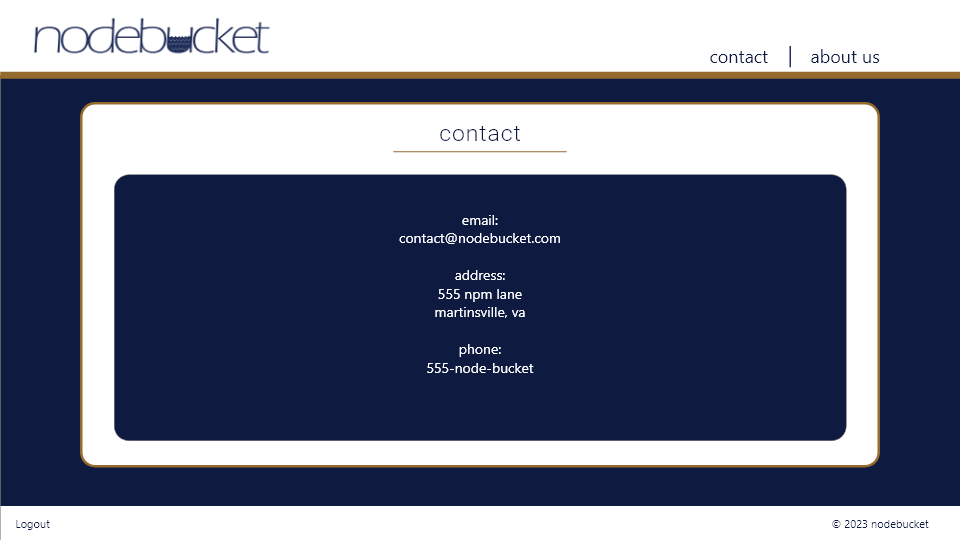 nodebucket
contact | about us
contact
email:
contact@nodebucket.com
address:
555 npm lane
martinsville, va
phone:
555-node-bucket
Logout
© 2023 nodebucket